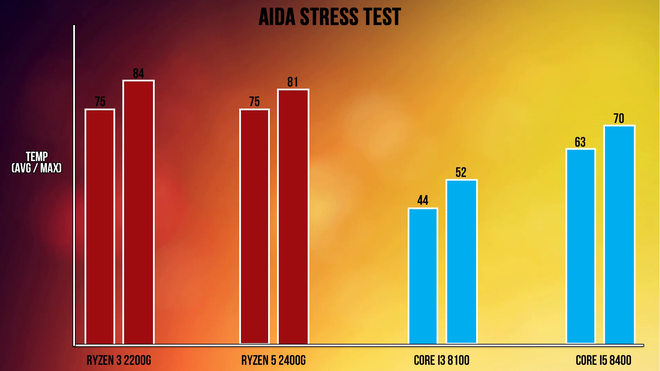 AIDA STRESS TEST
TEMP
(AVG / MAX)
75
84
75
81
44
52
63
70
RYZEN 3 2200G
RYZEN 5 2400G
CORE I3 8100
CORE I5 8400